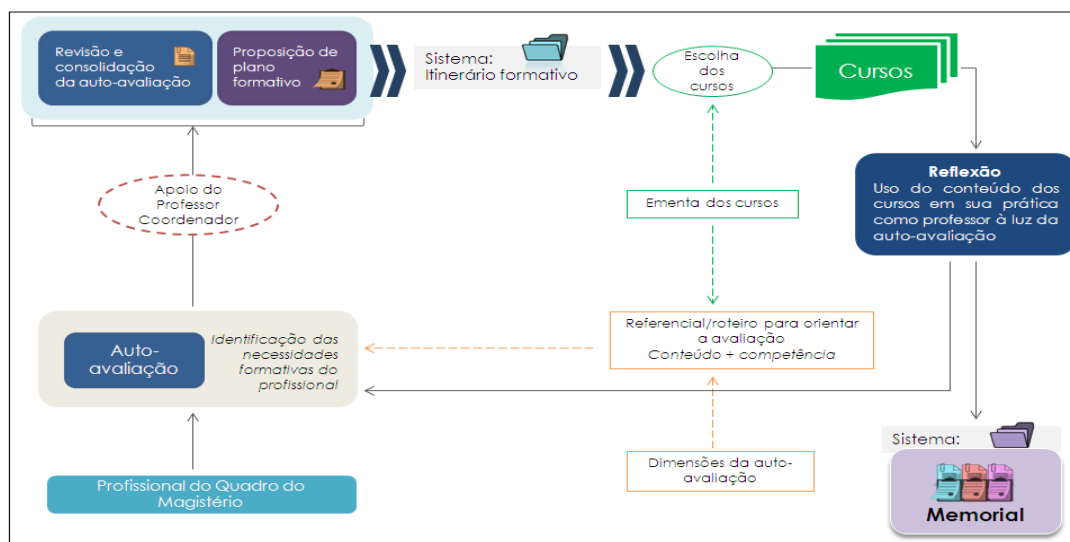 Revisão e
consolidação
da auto-avaliação
Proposição de
plano
formativo
Sistema:
Itinerário formativo
Escolha
dos
cursos
Cursos
Apoio do
Professor
Coordenador
Ementa dos cursos
Reflexão
Uso do conteúdo dos
cursos em sua prática
como professor à luz da
auto-avaliação
Auto-
avaliação
Identificação das
necessidades
formativas do
profissional
Referencial/roteiro para orientar
a avaliação
Conteúdo + competência
Profissional do Quadro do
Magistério
Dimensões da auto-
avaliação
Sistema:
Memorial